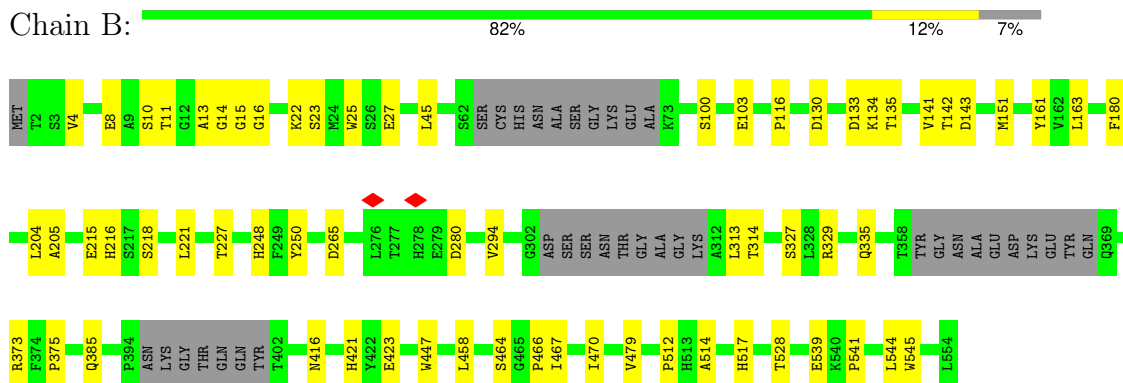 Chain B:
82% 12% 7%
MET T2 S3 V4 E8 A9 S10 T11 G12 A13 G14 G15 G16 K22 S23 M24 W25 S26 E27 L45 S62 SER CYS HIS ASN ALA SER GLY LYS GLU ALA K73 S100 E103 P116 D130 D133 K134 T135 V141 T142 D143 M151 Y161 V162 L163 F180
L204 A205 E215 H216 S217 S218 L221 T227 H248 F249 Y250 D265 L276 T277 H278 E279 D280 V294 G302 ASP SER SER ASN THR GLY ALA GLY LYS A312 L313 T314 S327 L328 R329 Q335 T358 TYR GLY ASN ALA GLU ASP LYS GLU TYR GLN Q369
R373 F374 P375 Q385 P394 ASN LYS GLY THR GLN GLN TYR T402 N416 H421 Y422 E423 W447 L458 S464 G465 P466 I467 I470 V479 P512 H513 A514 H517 T528 E539 K540 P541 L544 W545 L554